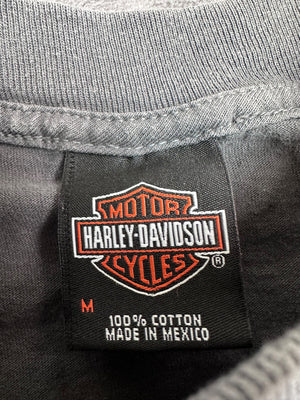 MOTOR
HARLEY-DAVIDSON
CYCLES ®
M
100% COTTON
MADE IN MEXICO